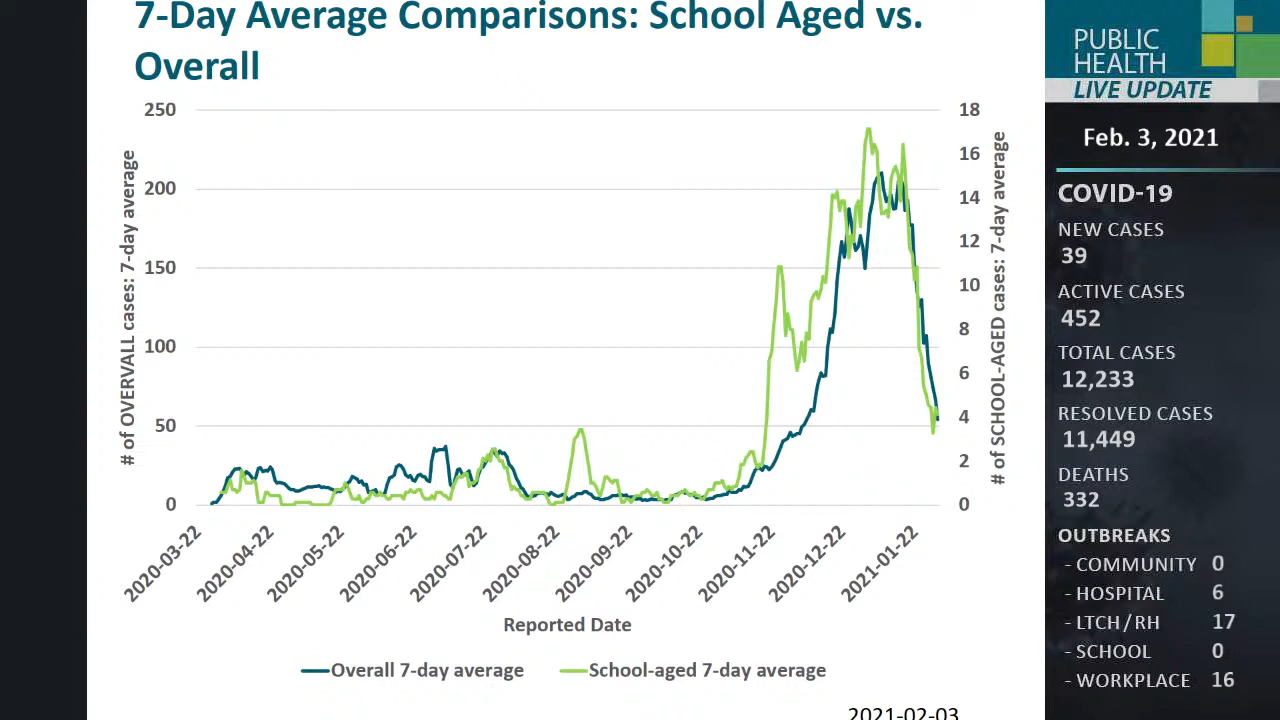 7-Day Average Comparisons: School Aged vs.
Overall
# of OVERVALL cases: 7-day average
250
200
150
100
50
0
18
16
14
12
10
8
6
4
2
0
# of SCHOOL-AGED cases: 7-day average
2020-03-22
2020-04-22
2020-05-22
2020-06-22
2020-07-22
2020-08-22
2020-09-22
2020-10-22
2020-11-22
2020-12-22
2021-01-22
Reported Date
Overall 7-day average
School-aged 7-day average
2021-02-03
PUBLIC
HEALTH
LIVE UPDATE
Feb. 3, 2021
COVID-19
NEW CASES
39
ACTIVE CASES
452
TOTAL CASES
12,233
RESOLVED CASES
11,449
DEATHS
332
OUTBREAKS
- COMMUNITY 0
- HOSPITAL 6
- LTCH/RH 17
- SCHOOL 0
- WORKPLACE 16